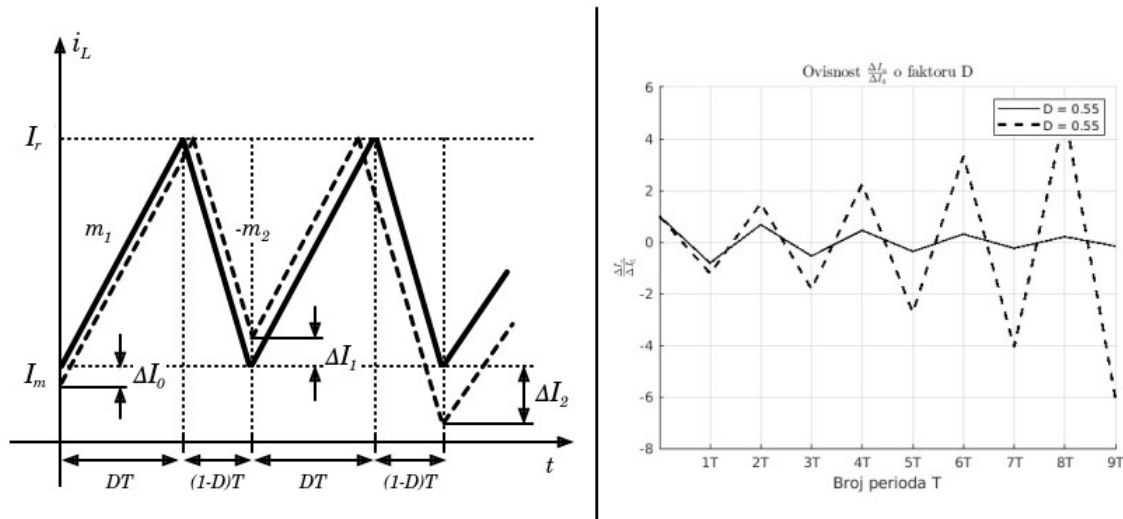 i_L
I_r
m_1
-m_2
I_m
ΔI_0
ΔI_1
ΔI_2
t
DT
(1-D)T
DT
(1-D)T
Ovisnost ΔI_n/ΔI_0 o faktoru D
D = 0.55
D = 0.55
6
4
2
0
-2
-4
-6
-8
1T 2T 3T 4T 5T 6T 7T 8T 9T
Broj perioda T